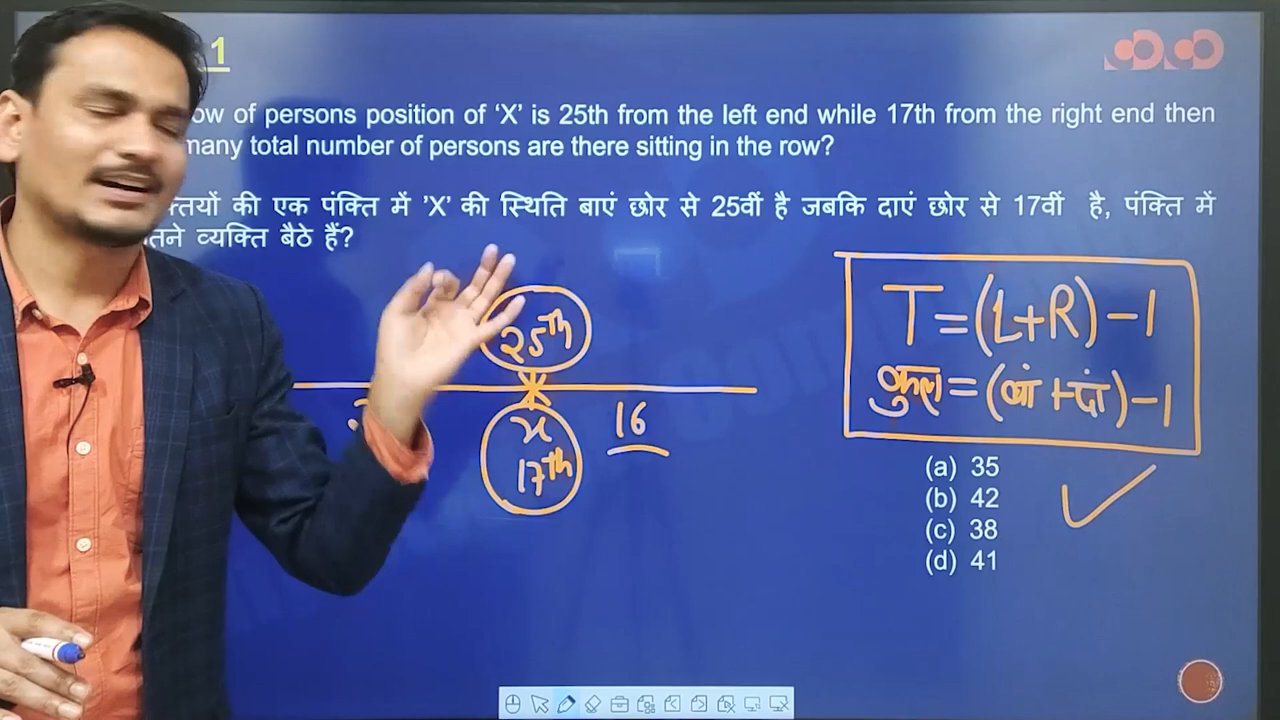 1
ow of persons position of ‘X’ is 25th from the left end while 17th from the right end then
many total number of persons are there sitting in the row?
क्तियों की एक पंक्ति में 'X' की स्थिति बाएं छोर से 25वीं है जबकि दाएं छोर से 17वीं है, पंक्ति में
तने व्यक्ति बैठे हैं?
25th
x
17th
16
T=(L+R)-1
कुल=(बां+दां)-1
(a) 35
(b) 42
(c) 38
(d) 41